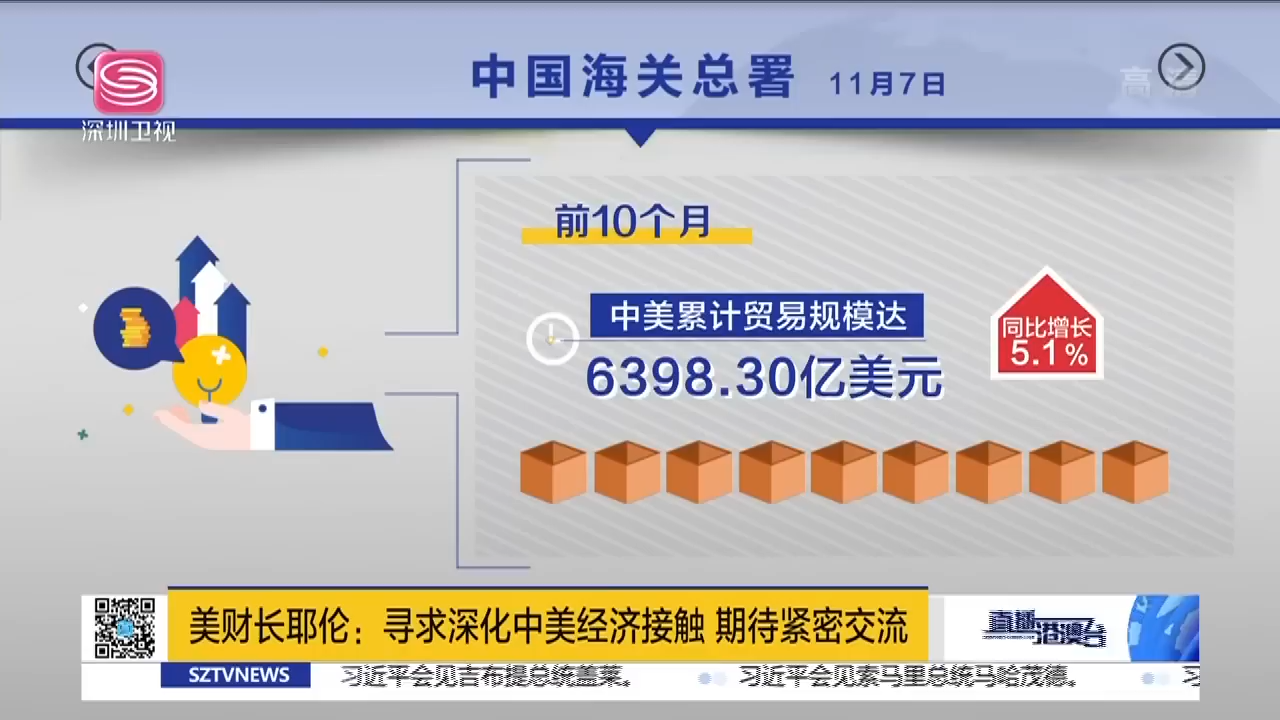 中国海关总署 11月7日
高清
深圳卫视
前10个月
中美累计贸易规模达
6398.30亿美元
同比增长
5.1%
美财长耶伦：寻求深化中美经济接触 期待紧密交流
直播港澳台
SZTVNEWS 习近平会见吉布提总统盖莱。 习近平会见索马里总统马哈茂德。 习